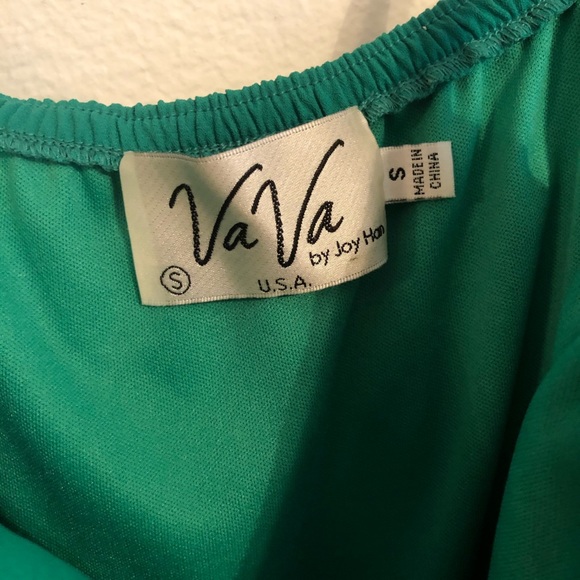 Va Va
by Joy Han
S
U.S.A.
S
MADE IN
CHINA